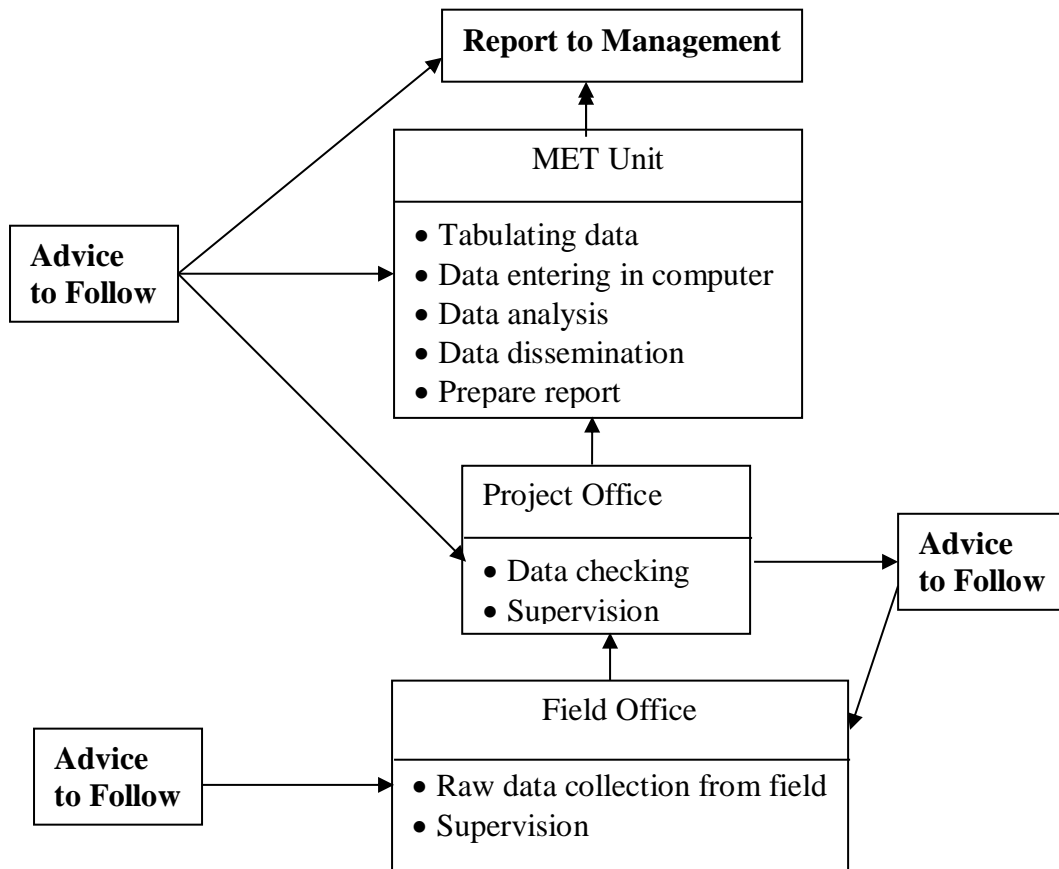 Report to Management
MET Unit
• Tabulating data
• Data entering in computer
• Data analysis
• Data dissemination
• Prepare report
Advice
to Follow
Project Office
• Data checking
• Supervision
Advice
to Follow
Field Office
• Raw data collection from field
• Supervision
Advice
to Follow